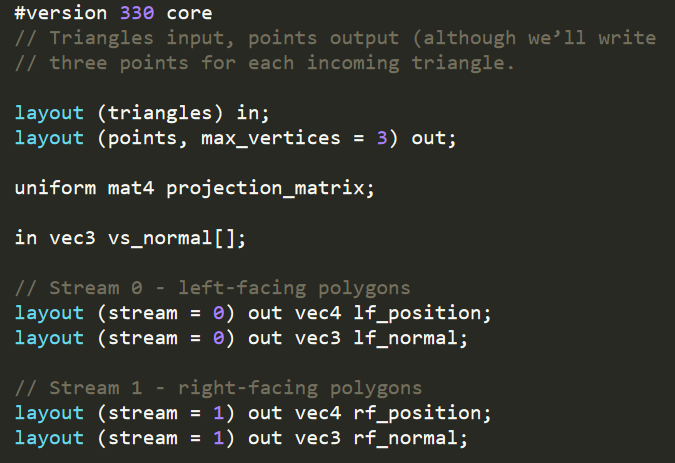 #version 330 core
// Triangles input, points output (although we’ll write
// three points for each incoming triangle.
layout (triangles) in;
layout (points, max_vertices = 3) out;
uniform mat4 projection_matrix;
in vec3 vs_normal[];
// Stream 0 - left-facing polygons
layout (stream = 0) out vec4 lf_position;
layout (stream = 0) out vec3 lf_normal;
// Stream 1 - right-facing polygons
layout (stream = 1) out vec4 rf_position;
layout (stream = 1) out vec3 rf_normal;